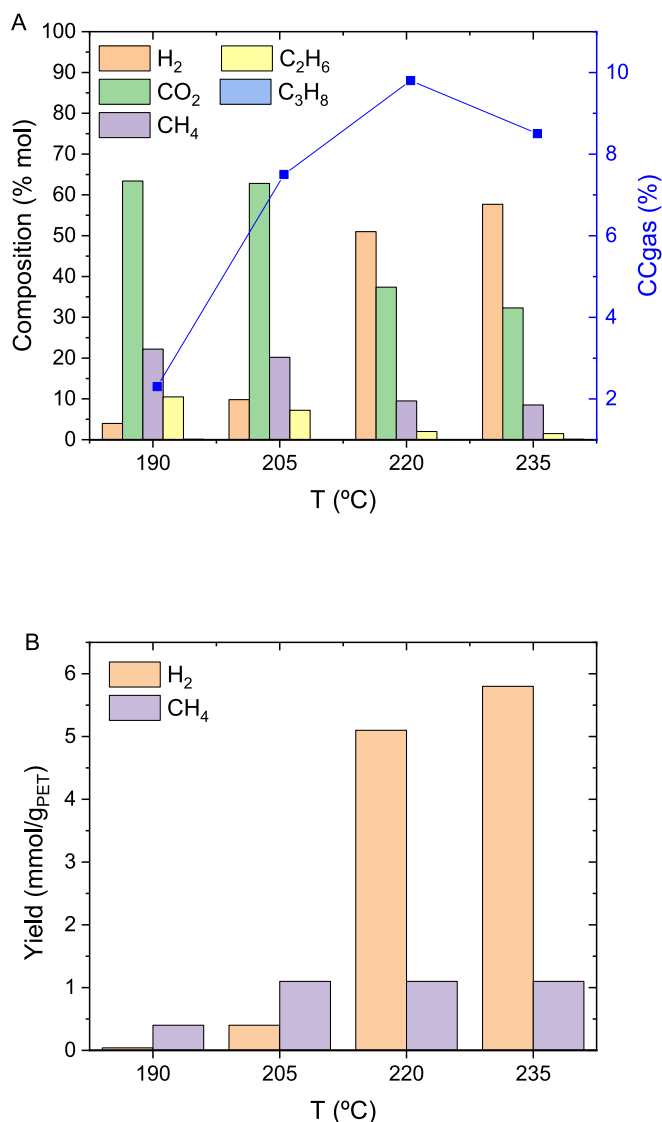 A
H₂ C₂H₆
CO₂ C₃H₈
CH₄
100
90
80
70
60
50
40
30
20
10
0
Composition (% mol)
10
8
6
4
2
CCgas (%)
190 205 220 235
T (ºC)
B
H₂
CH₄
6
5
4
3
2
1
0
Yield (mmol/gPET)
190 205 220 235
T (ºC)